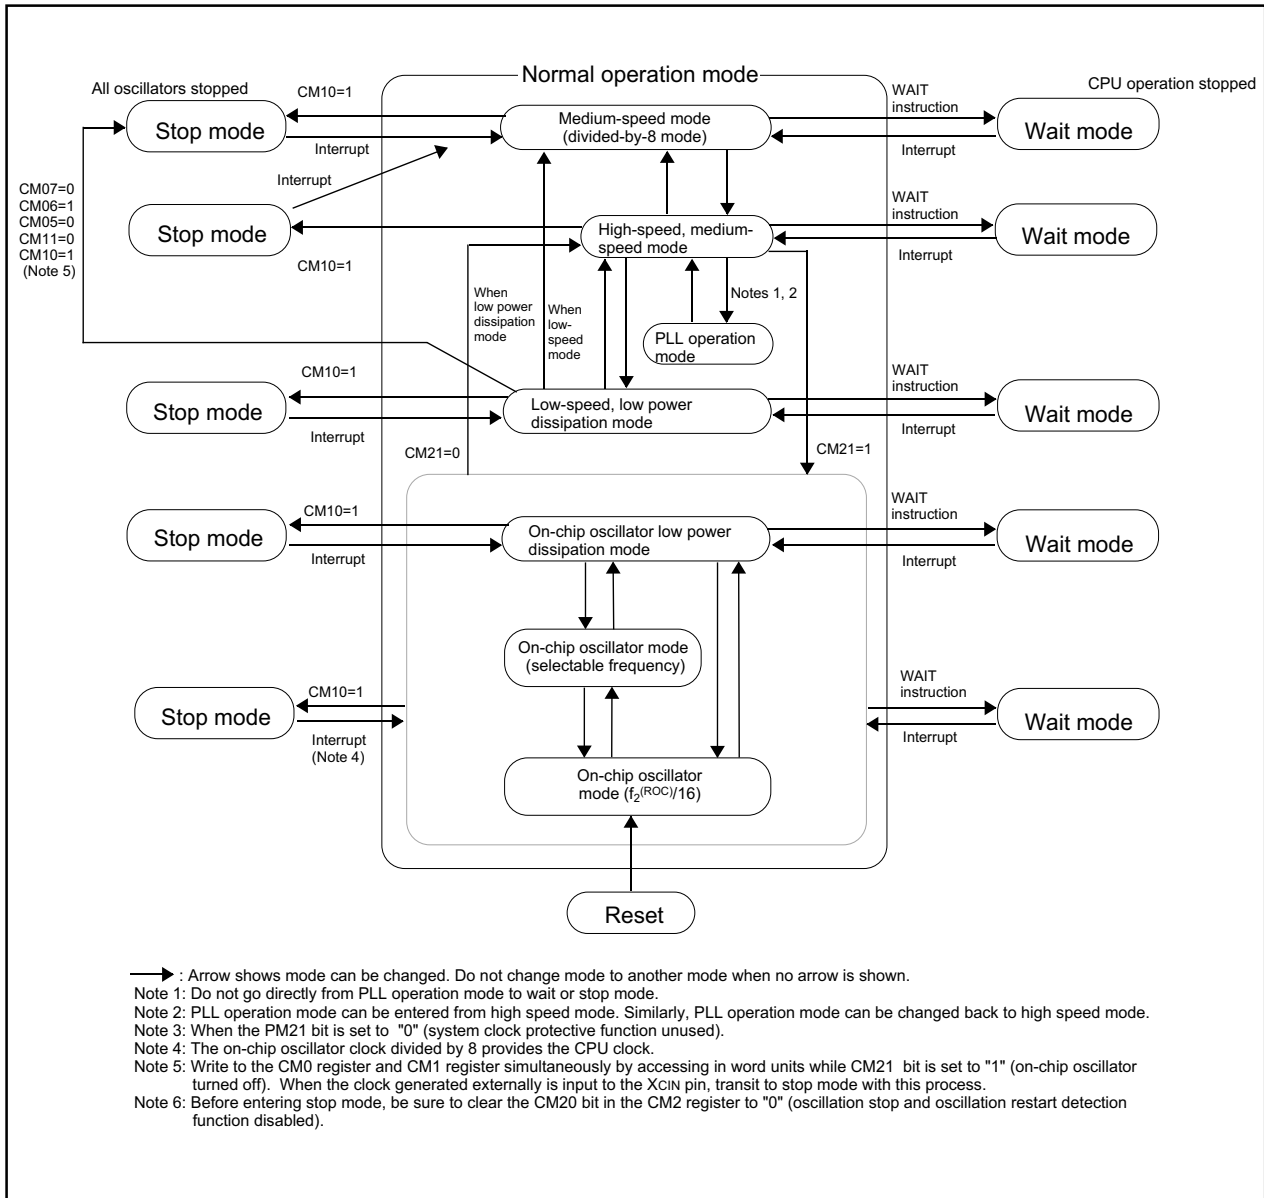 Normal operation mode
All oscillators stopped
CPU operation stopped
CM10=1
Stop mode
Interrupt
Medium-speed mode
(divided-by-8 mode)
WAIT
instruction
Wait mode
Interrupt
CM07=0
CM06=1
CM05=0
CM11=0
CM10=1
(Note 5)
Interrupt
Stop mode
CM10=1
High-speed, medium-
speed mode
WAIT
instruction
Wait mode
Interrupt
When
low power
dissipation
mode
When
low-
speed
mode
Notes 1, 2
PLL operation
mode
CM10=1
Stop mode
Interrupt
Low-speed, low power
dissipation mode
WAIT
instruction
Wait mode
Interrupt
CM21=0
CM21=1
CM10=1
Stop mode
Interrupt
On-chip oscillator low power
dissipation mode
WAIT
instruction
Wait mode
Interrupt
On-chip oscillator mode
(selectable frequency)
CM10=1
Stop mode
Interrupt
(Note 4)
WAIT
instruction
Wait mode
Interrupt
On-chip oscillator
mode (f2(ROC)/16)
Reset
: Arrow shows mode can be changed. Do not change mode to another mode when no arrow is shown.
Note 1: Do not go directly from PLL operation mode to wait or stop mode.
Note 2: PLL operation mode can be entered from high speed mode. Similarly, PLL operation mode can be changed back to high speed mode.
Note 3: When the PM21 bit is set to "0" (system clock protective function unused).
Note 4: The on-chip oscillator clock divided by 8 provides the CPU clock.
Note 5: Write to the CM0 register and CM1 register simultaneously by accessing in word units while CM21 bit is set to "1" (on-chip oscillator
turned off). When the clock generated externally is input to the XCIN pin, transit to stop mode with this process.
Note 6: Before entering stop mode, be sure to clear the CM20 bit in the CM2 register to "0" (oscillation stop and oscillation restart detection
function disabled).